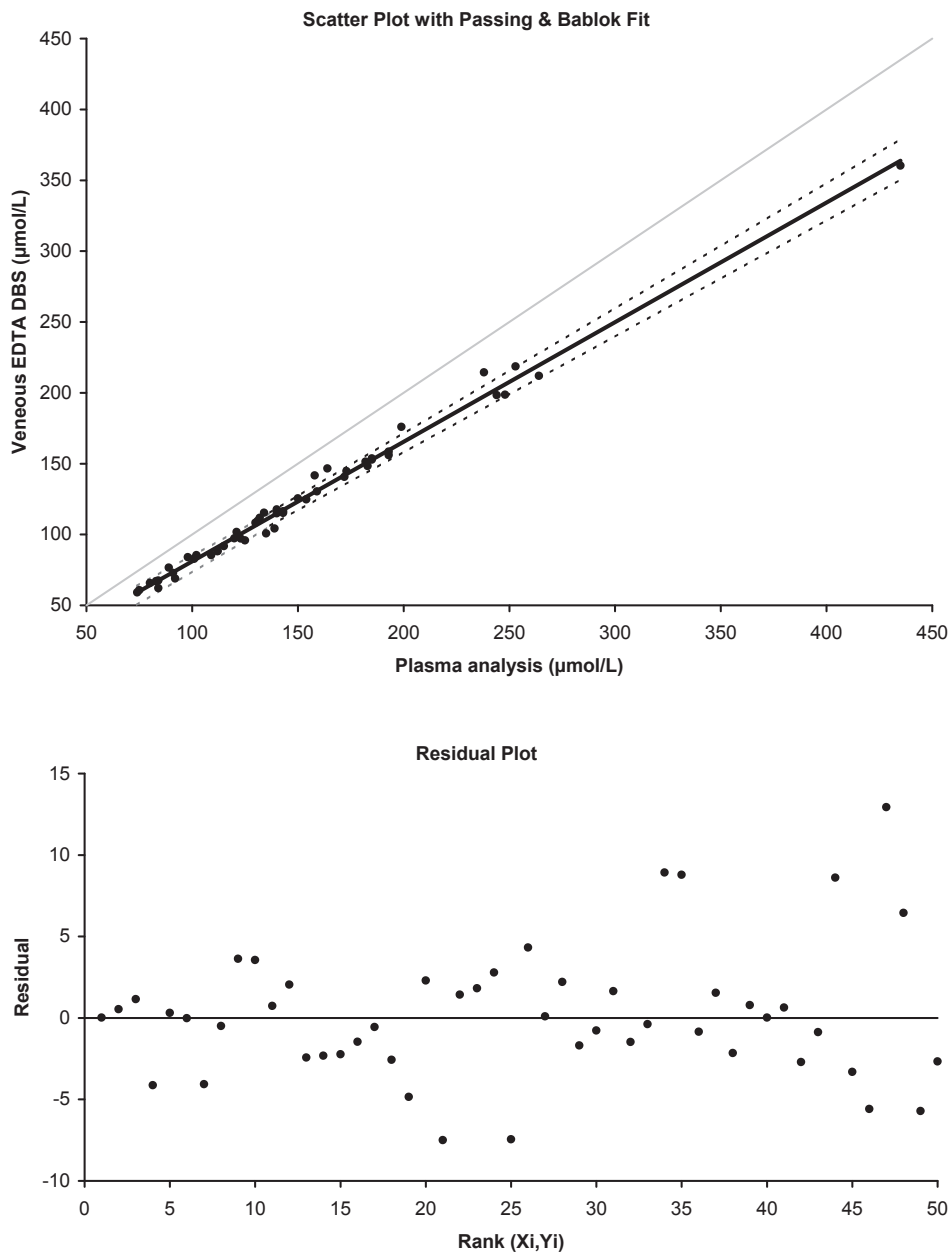 Scatter Plot with Passing & Bablok Fit
450
400
350
300
250
200
150
100
50
Veneous EDTA DBS (µmol/L)
50 100 150 200 250 300 350 400 450
Plasma analysis (µmol/L)
Residual Plot
15
10
5
0
-5
-10
Residual
0 5 10 15 20 25 30 35 40 45 50
Rank (Xi,Yi)